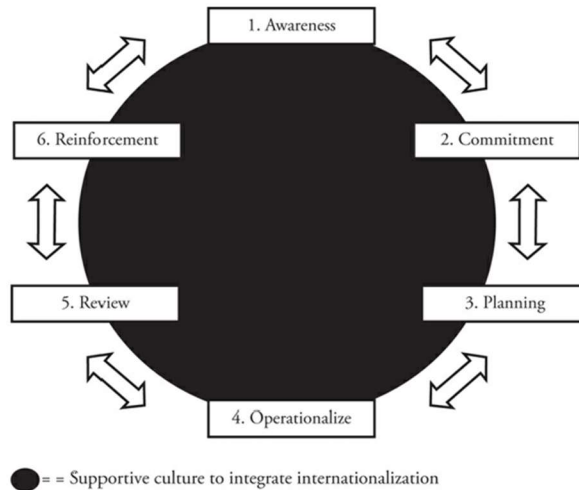 1. Awareness
2. Commitment
3. Planning
4. Operationalize
5. Review
6. Reinforcement
= = Supportive culture to integrate internationalization